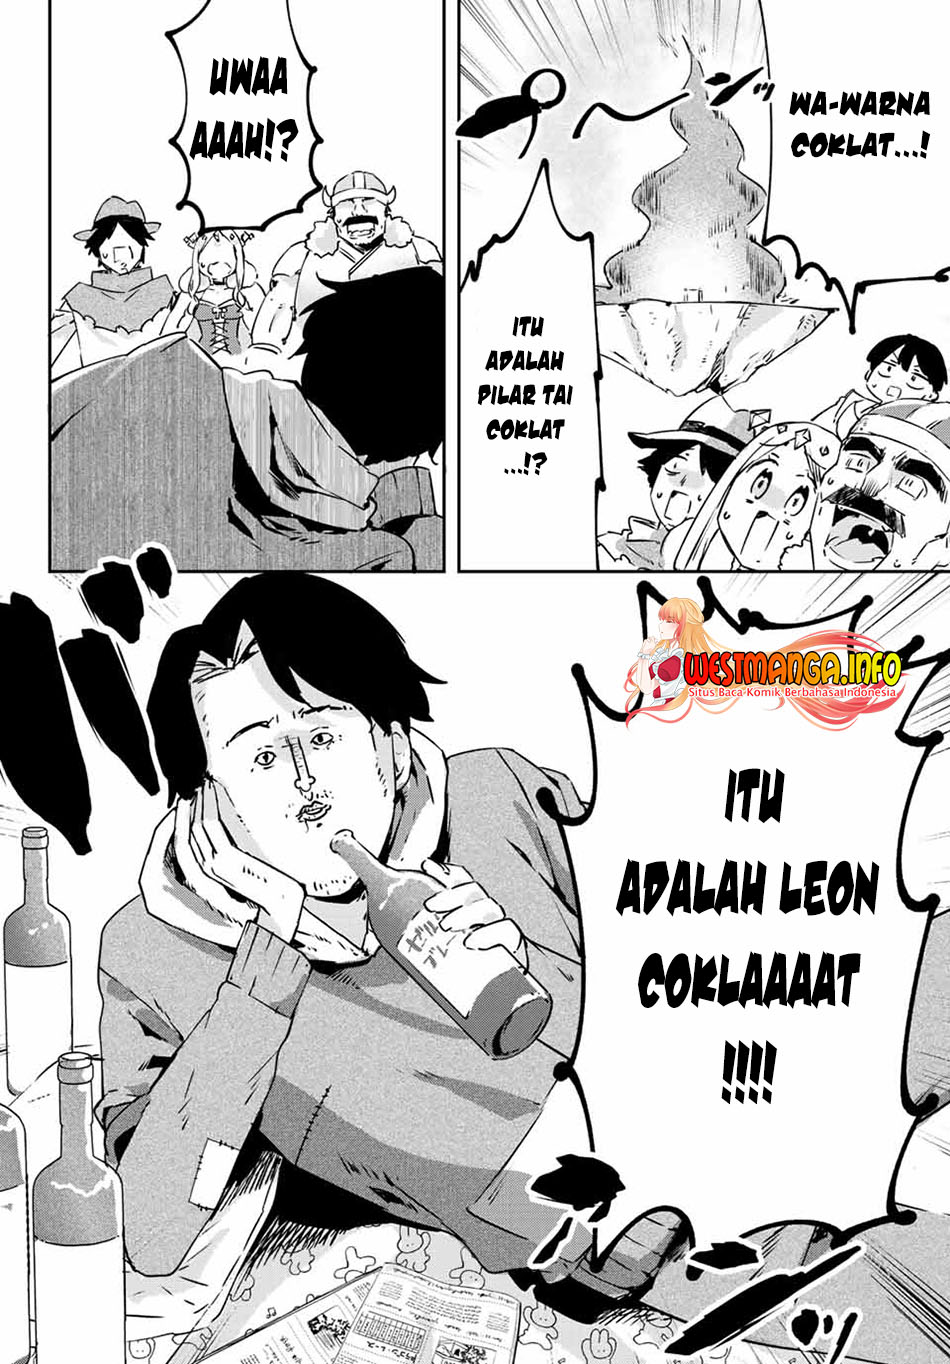 WA-WARNA
COKLAT...!
ITU
ADALAH
PILAR TAI
COKLAT
...!?
UWAA
AAAH!?
WESTMANGA.INFO
Situs Baca Komik Berbahasa Indonesia
ITU
ADALAH LEON
COKLAAAAT
!!!!